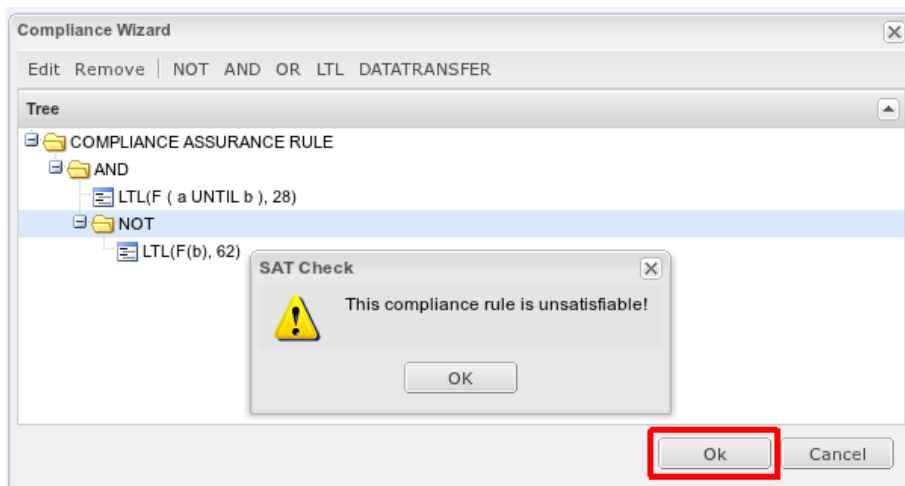 Compliance Wizard
Edit Remove | NOT AND OR LTL DATATRANSFER
Tree
COMPLIANCE ASSURANCE RULE
AND
LTL(F ( a UNTIL b ), 28)
NOT
LTL(F(b), 62)
SAT Check
This compliance rule is unsatisfiable!
OK
Ok Cancel